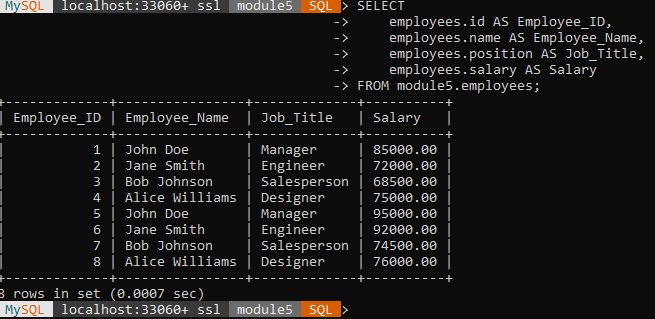 MySQL localhost:33060+ ssl module5 SQL > SELECT
-> employees.id AS Employee_ID,
-> employees.name AS Employee_Name,
-> employees.position AS Job_Title,
-> employees.salary AS Salary
-> FROM module5.employees;
+-------------+----------------+-------------+----------+
| Employee_ID | Employee_Name | Job_Title | Salary |
+-------------+----------------+-------------+----------+
| 1 | John Doe | Manager | 85000.00 |
| 2 | Jane Smith | Engineer | 72000.00 |
| 3 | Bob Johnson | Salesperson | 68500.00 |
| 4 | Alice Williams | Designer | 75000.00 |
| 5 | John Doe | Manager | 95000.00 |
| 6 | Jane Smith | Engineer | 92000.00 |
| 7 | Bob Johnson | Salesperson | 74500.00 |
| 8 | Alice Williams | Designer | 76000.00 |
+-------------+----------------+-------------+----------+
8 rows in set (0.0007 sec)
MySQL localhost:33060+ ssl module5 SQL >